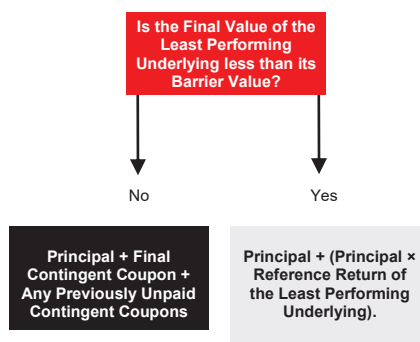 Is the Final Value of the
Least Performing
Underlying less than its
Barrier Value?
No
Yes
Principal + Final
Contingent Coupon +
Any Previously Unpaid
Contingent Coupons
Principal + (Principal ×
Reference Return of
the Least Performing
Underlying).